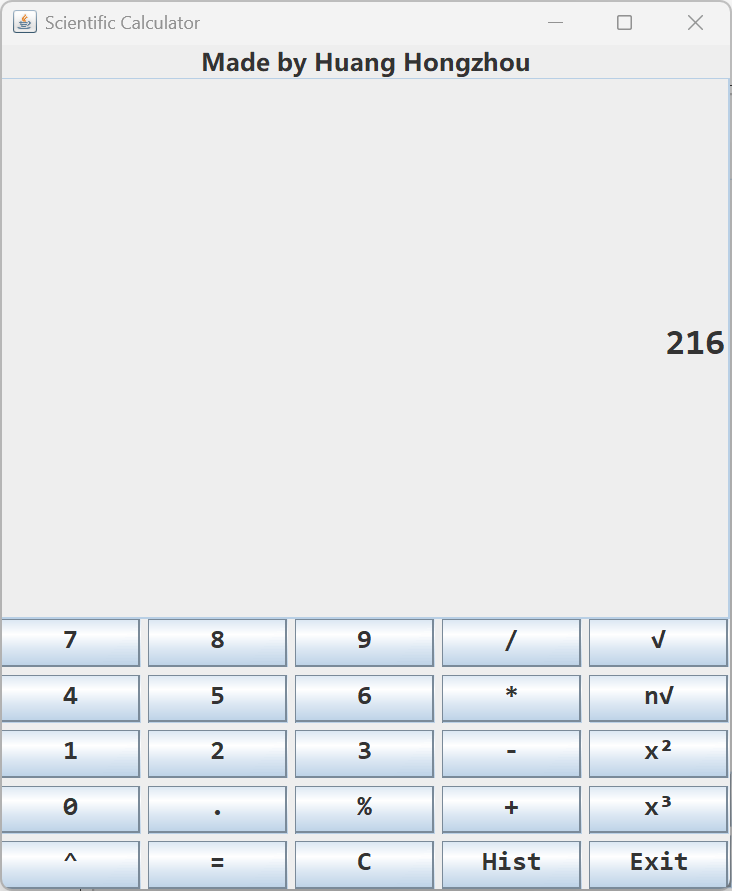 Scientific Calculator
Made by Huang Hongzhou
216
7 8 9 / √
4 5 6 * n√
1 2 3 - x²
0 . % + x³
^ = C Hist Exit